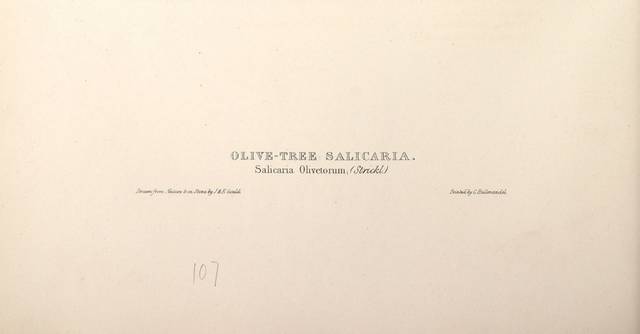 OLIVE-TREE SALICARIA.
Salicaria Olivetorum; (Strickl.)
Drawn from Nature & on Stone by J & E Gould. Printed by C. Hullmandel.
107